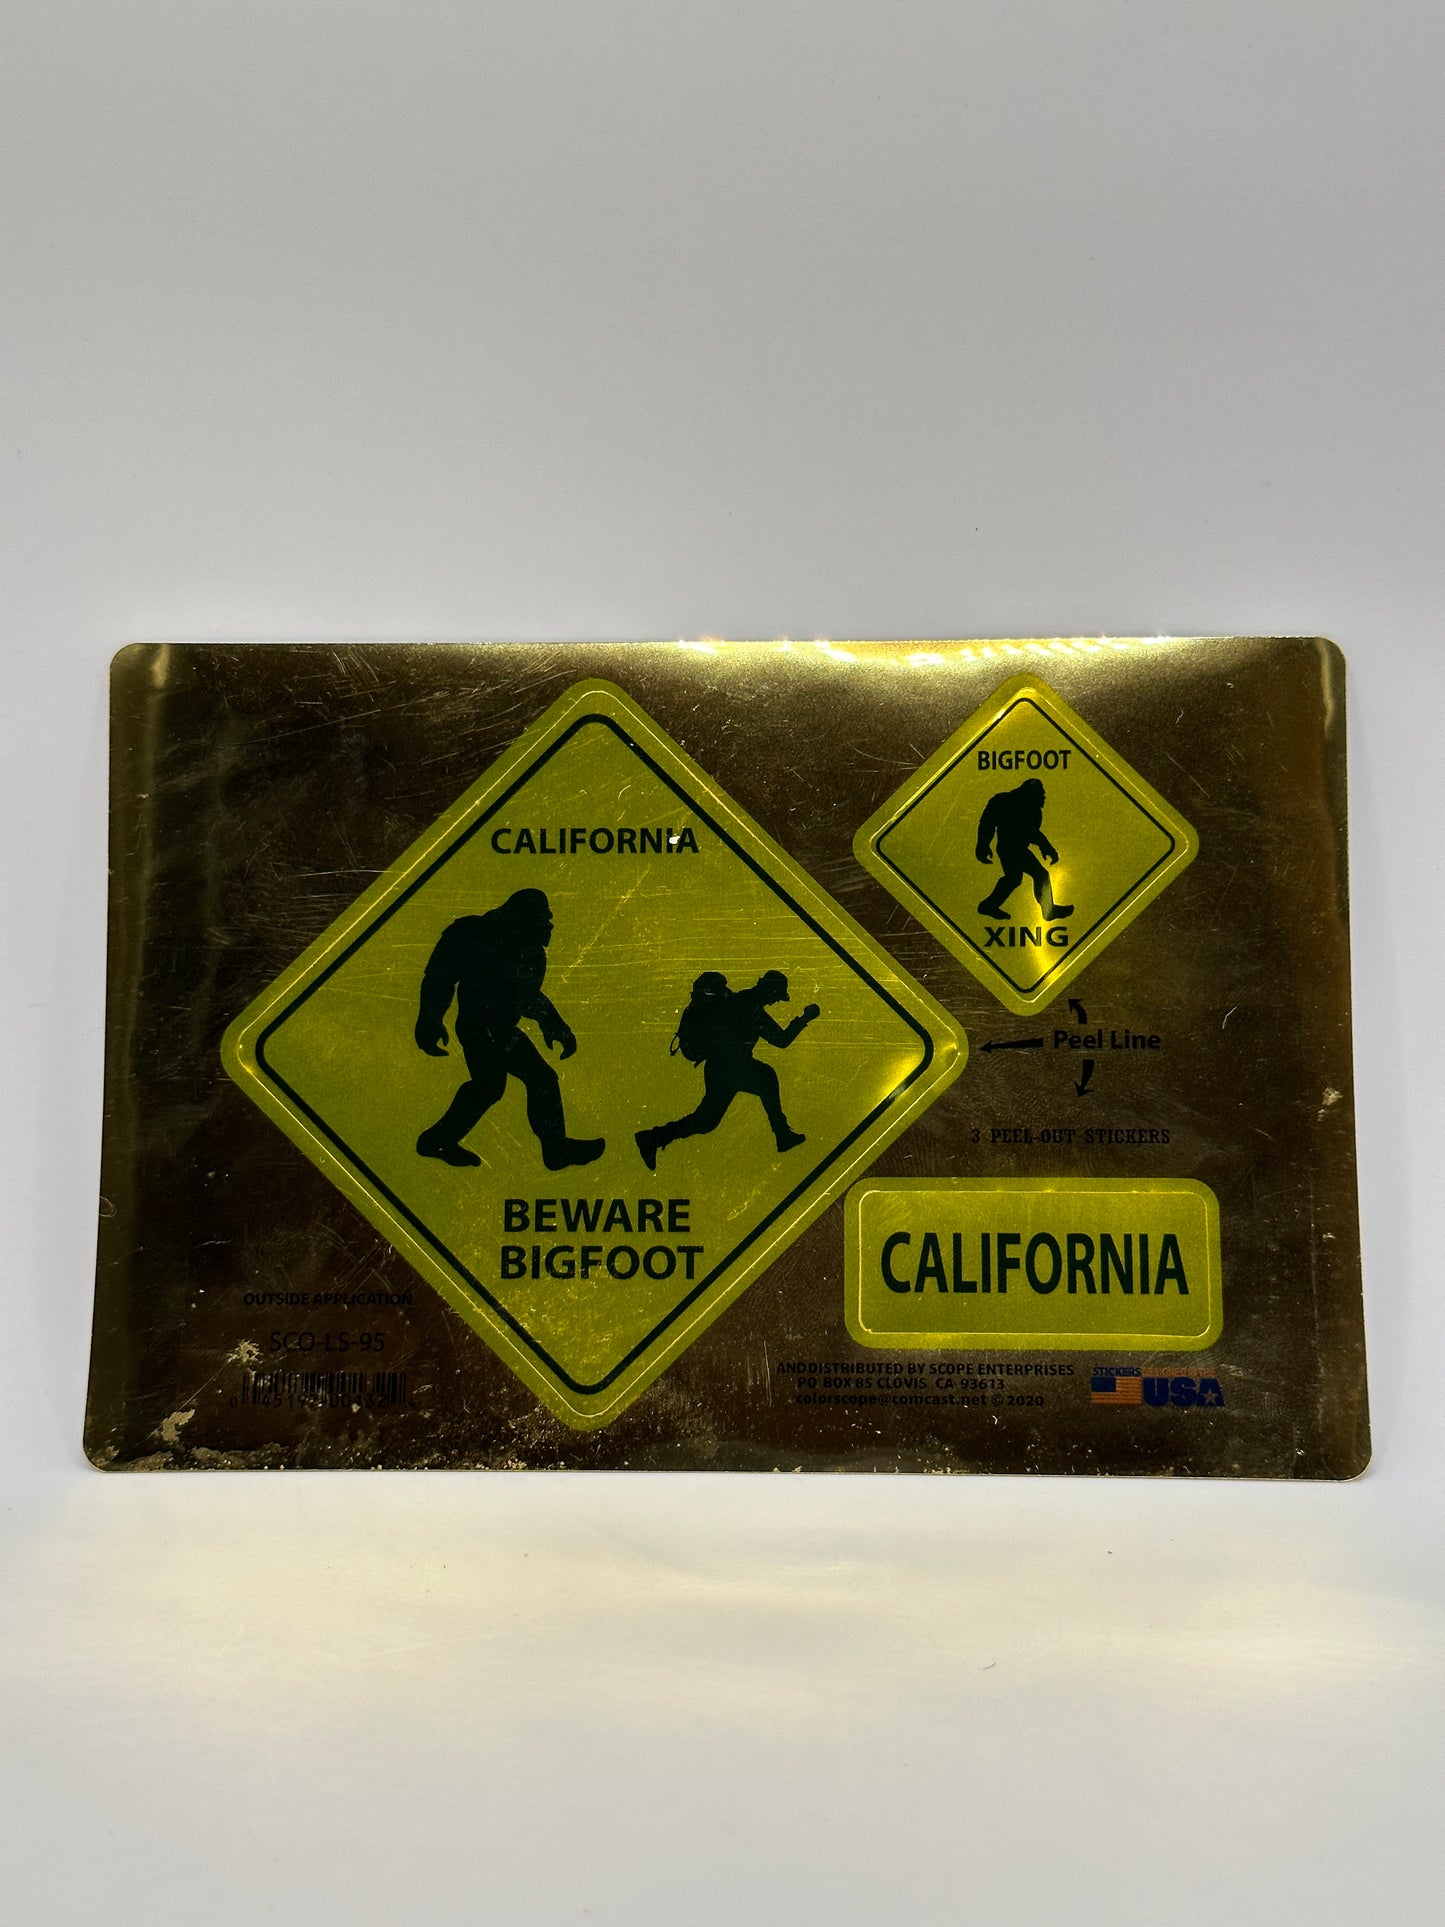 CALIFORNIA
BEWARE
BIGFOOT
BIGFOOT
XING
Peel Line
3 PEEL-OUT STICKERS
CALIFORNIA
OUTSIDE APPLICATION
SCO-LS-95
AND DISTRIBUTED BY SCOPE ENTERPRISES
PO BOX 85 CLOVIS CA 93613
colorscope@comcast.net © 2020
STICKERS
USA